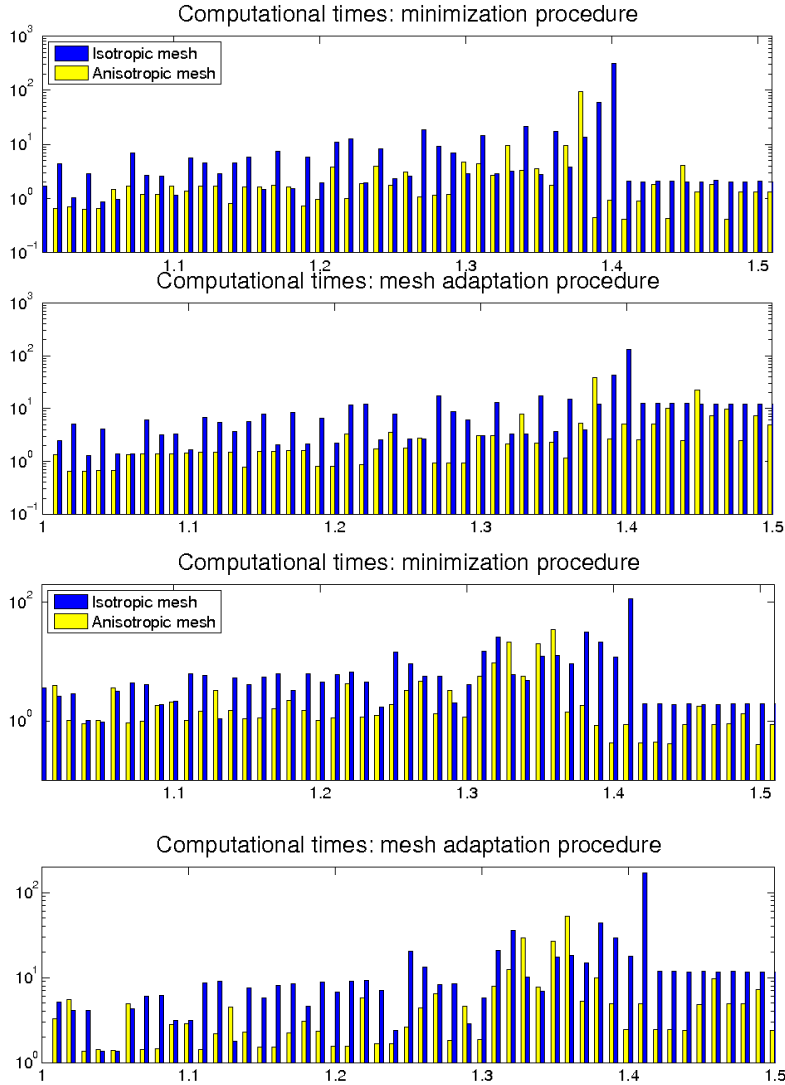 Computational times: minimization procedure
10^3
Isotropic mesh
Anisotropic mesh
10^2
10^1
10^0
10^-1
1.1 1.2 1.3 1.4 1.5
Computational times: mesh adaptation procedure
10^3
10^2
10^1
10^0
10^-1
1 1.1 1.2 1.3 1.4 1.5
Computational times: minimization procedure
10^2
Isotropic mesh
Anisotropic mesh
10^0
1.1 1.2 1.3 1.4 1.5
Computational times: mesh adaptation procedure
10^2
10^1
10^0
1 1.1 1.2 1.3 1.4 1.5